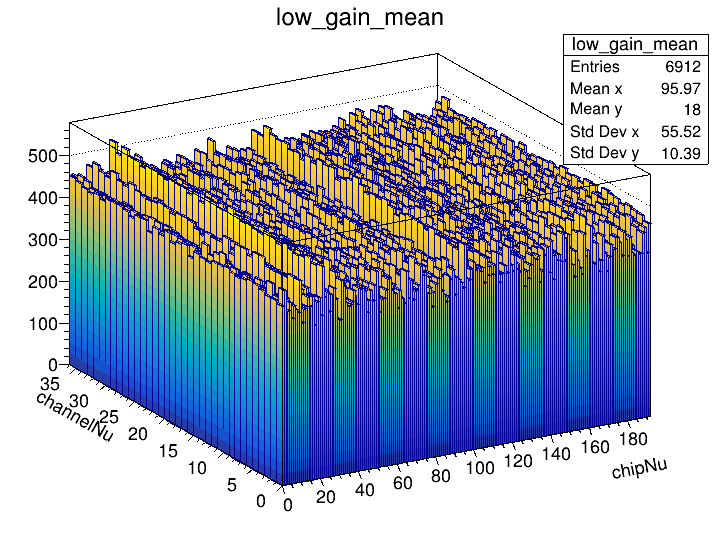 low_gain_mean
low_gain_mean
Entries 6912
Mean x 95.97
Mean y 18
Std Dev x 55.52
Std Dev y 10.39
500
400
300
200
100
0
35
30
25
20
15
10
5
0
channelNu
0 20 40 60 80 100 120 140 160 180
chipNu